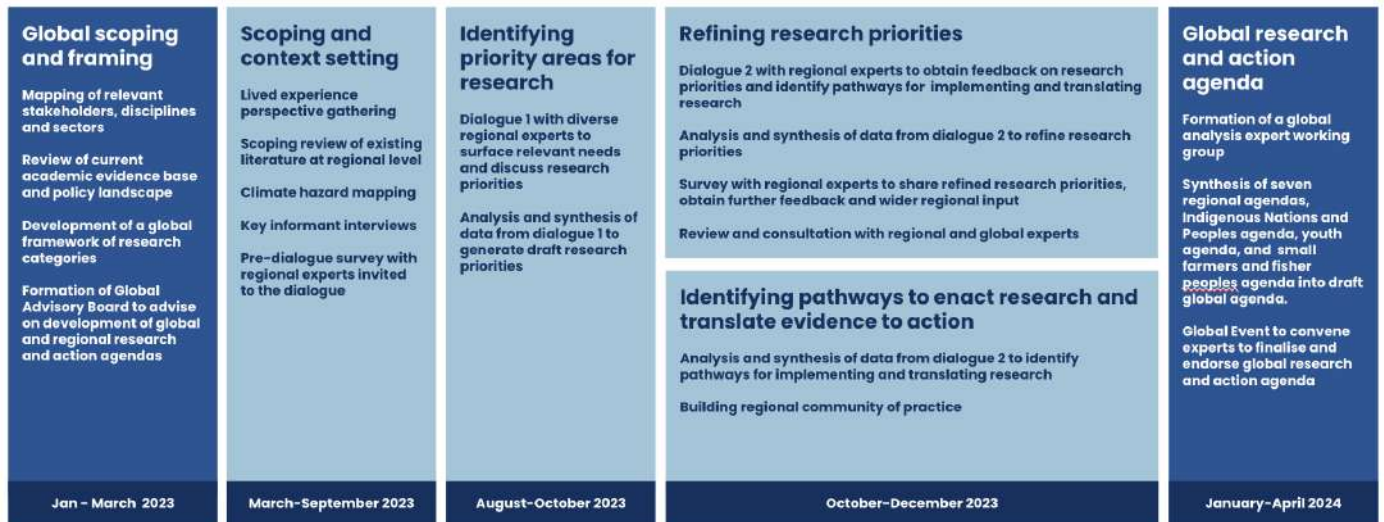 Global scoping
and framing
Mapping of relevant
stakeholders, disciplines
and sectors
Review of current
academic evidence base
and policy landscape
Development of a global
framework of research
categories
Formation of Global
Advisory Board to advise
on development of global
and regional research
and action agendas
Jan – March 2023
Scoping and
context setting
Lived experience
perspective gathering
Scoping review of existing
literature at regional level
Climate hazard mapping
Key informant interviews
Pre-dialogue survey with
regional experts invited
to the dialogue
March-September 2023
Identifying
priority areas for
research
Dialogue 1 with diverse
regional experts to
surface relevant needs
and discuss research
priorities
Analysis and synthesis of
data from dialogue 1 to
generate draft research
priorities
August-October 2023
Refining research priorities
Dialogue 2 with regional experts to obtain feedback on research
priorities and identify pathways for implementing and translating
research
Analysis and synthesis of data from dialogue 2 to refine research
priorities
Survey with regional experts to share refined research priorities,
obtain further feedback and wider regional input
Review and consultation with regional and global experts
Identifying pathways to enact research and
translate evidence to action
Analysis and synthesis of data from dialogue 2 to identify
pathways for implementing and translating research
Building regional community of practice
October-December 2023
Global research
and action
agenda
Formation of a global
analysis expert working
group
Synthesis of seven
regional agendas,
Indigenous Nations and
Peoples agenda, youth
agenda, and small
farmers and fisher
peoples agenda into draft
global agenda.
Global Event to convene
experts to finalise and
endorse global research
and action agenda
January-April 2024